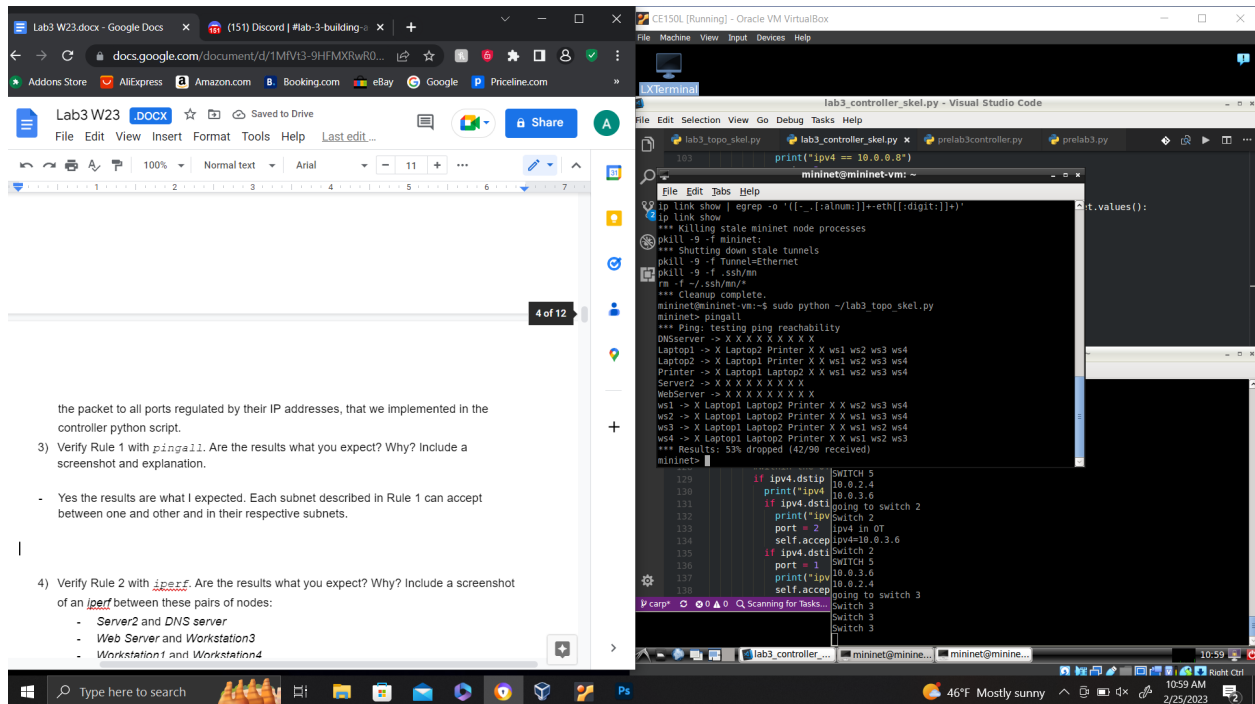 Lab3 W23.docx - Google Docs
(151) Discord | #lab-3-building-a
docs.google.com/document/d/1MfVt3-9HFMXRwR0...
Addons Store
AliExpress
Amazon.com
Booking.com
eBay
Google
Priceline.com
Lab3 W23
.DOCX
Saved to Drive
File Edit View Insert Format Tools Help Last edit ...
Share
A
100%
Normal text
Arial
11
1 2 3 4 5 6 7
4 of 12
the packet to all ports regulated by their IP addresses, that we implemented in the
controller python script.
3) Verify Rule 1 with pingall. Are the results what you expect? Why? Include a
screenshot and explanation.
- Yes the results are what I expected. Each subnet described in Rule 1 can accept
between one and other and in their respective subnets.
4) Verify Rule 2 with iperf. Are the results what you expect? Why? Include a screenshot
of an iperf between these pairs of nodes:
- Server2 and DNS server
- Web Server and Workstation3
- Workstation1 and Workstation4
CE150L [Running] - Oracle VM VirtualBox
File Machine View Input Devices Help
LXTerminal
lab3_controller_skel.py - Visual Studio Code
File Edit Selection View Go Debug Tasks Help
lab3_topo_skel.py
lab3_controller_skel.py
prelab3controller.py
prelab3.py
103 print("ipv4 == 10.0.0.8")
et.values():
mininet@mininet-vm: ~
File Edit Tabs Help
ip link show | egrep -o '([-_.[:alnum:]]+-eth[[:digit:]]+)'
ip link show
*** Killing stale mininet node processes
pkill -9 -f mininet:
*** Shutting down stale tunnels
pkill -9 -f Tunnel=Ethernet
pkill -9 -f .ssh/mn
rm -f ~/.ssh/mn/*
*** Cleanup complete.
mininet@mininet-vm:~$ sudo python ~/lab3_topo_skel.py
mininet> pingall
*** Ping: testing ping reachability
DNSserver -> X X X X X X X X X
Laptop1 -> X Laptop2 Printer X X ws1 ws2 ws3 ws4
Laptop2 -> X Laptop1 Printer X X ws1 ws2 ws3 ws4
Printer -> X Laptop1 Laptop2 X X ws1 ws2 ws3 ws4
Server2 -> X X X X X X X X X
WebServer -> X X X X X X X X X
ws1 -> X Laptop1 Laptop2 Printer X X ws2 ws3 ws4
ws2 -> X Laptop1 Laptop2 Printer X X ws1 ws3 ws4
ws3 -> X Laptop1 Laptop2 Printer X X ws1 ws2 ws4
ws4 -> X Laptop1 Laptop2 Printer X X ws1 ws2 ws3
*** Results: 53% dropped (42/90 received)
mininet>
129 if ipv4.dstip
130 print("ipv4
131 if ipv4.dsti
132 print("ipv
133 port = 2
134 self.accep
135 if ipv4.dsti
136 port = 1
137 print("ipv
138 self.accep
SWITCH 5
10.0.2.4
10.0.3.6
going to switch 2
Switch 2
ipv4 in OT
ipv4=10.0.3.6
Switch 2
SWITCH 5
10.0.3.6
10.0.2.4
going to switch 3
Switch 3
Switch 3
Switch 3
carp* 0 0 Scanning for Tasks...
lab3_controller_...
mininet@minine...
mininet@minine...
10:59
Right Ctrl
Type here to search
46°F Mostly sunny
10:59 AM
2/25/2023
2